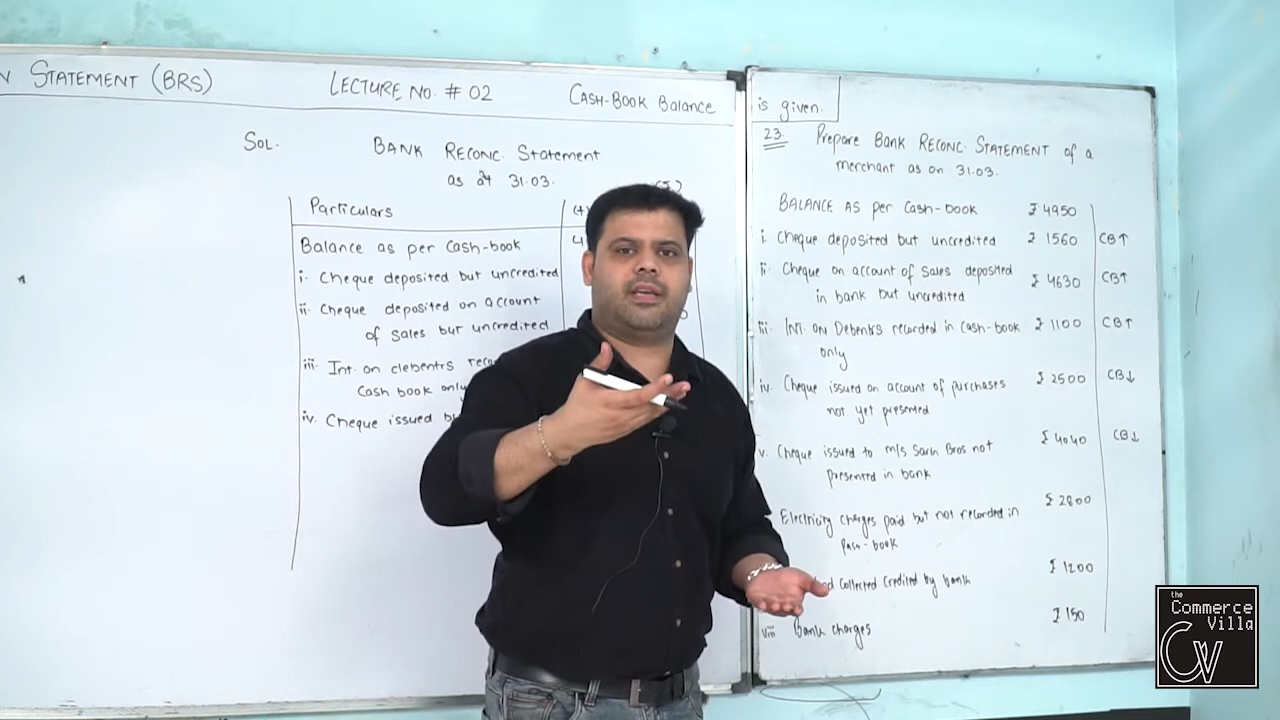 N STATEMENT (BRS) LECTURE NO. # 02 CASH-BOOK Balance
is given.
SOL. BANK RECONC. Statement
as at 31.03.
(+)
Particulars
Balance as per cash-book
i. Cheque deposited but uncredited
ii. Cheque deposited on account
of sales but uncredited
iii. Int. on debentrs
Cash book only
iv. Cheque issued
23. Prepare BANK RECONC. STATEMENT of a
merchant as on 31.03.
BALANCE AS per Cash-book ₹ 4950
i. Cheque deposited but uncredited ₹ 1560 CB↑
ii. Cheque on account of sales deposited
in bank but uncredited ₹ 4630 CB↑
iii. Int. on Debentrs recorded in cash-book ₹ 1100 CB↑
only
iv. Cheque issued on account of purchases ₹ 2500 CB↓
not yet presented
v. Cheque issued to m/s Bros not ₹ 4040 CB↓
presented in bank
Electricity charges paid but not recorded in ₹ 2800
Pass-book
Collected Credited by bank ₹ 1200
viii Bank charges ₹ 150
the
Commerce
Villa
CV